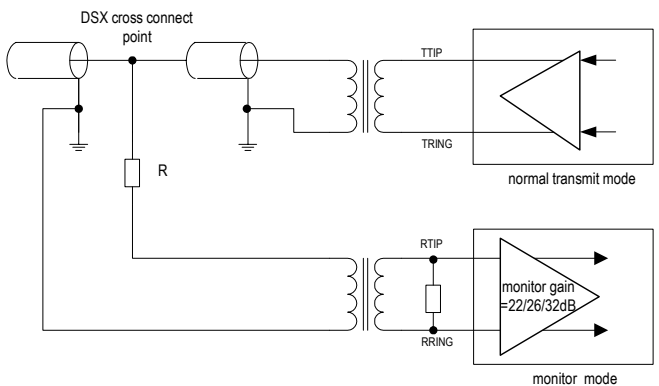 DSX cross connect
point
TTIP
TRING
normal transmit mode
R
RTIP
monitor gain
=22/26/32dB
RRING
monitor mode